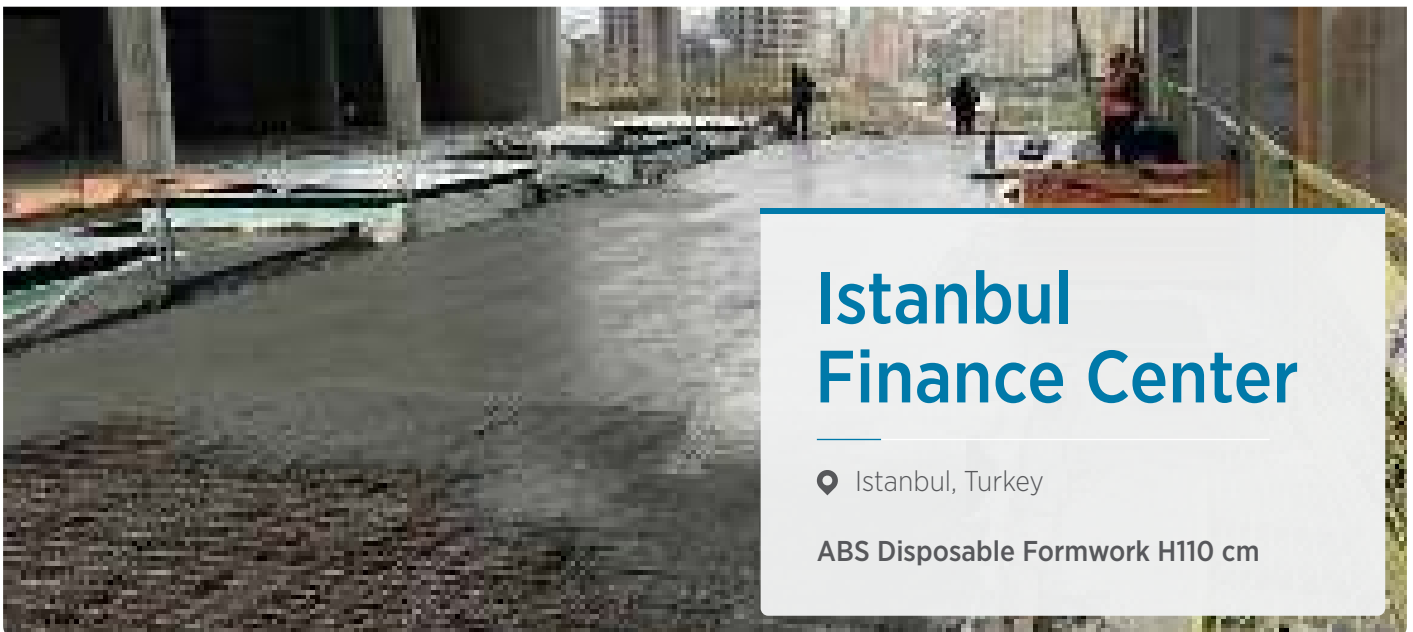 Istanbul
Finance Center
Istanbul, Turkey
ABS Disposable Formwork H110 cm